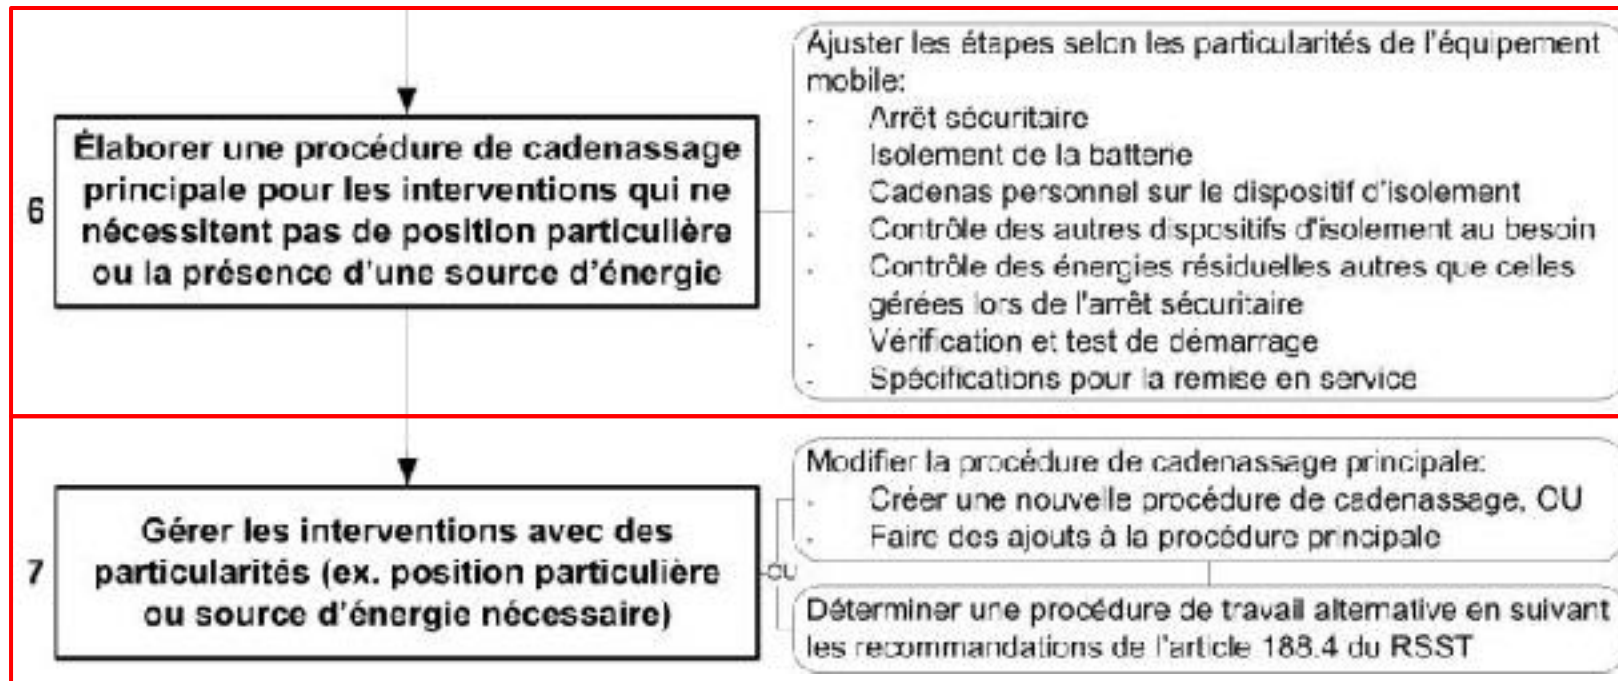 6
Élaborer une procédure de cadenassage
principale pour les interventions qui ne
nécessitent pas de position particulière
ou la présence d'une source d'énergie
Ajuster les étapes selon les particularités de l'équipement
mobile:
- Arrêt sécuritaire
- Isolement de la batterie
- Cadenas personnel sur le dispositif d'isolement
- Contrôle des autres dispositifs d'isolement au besoin
- Contrôle des énergies résiduelles autres que celles
gérées lors de l'arrêt sécuritaire
- Vérification et test de démarrage
- Spécifications pour la remise en service
7
Gérer les interventions avec des
particularités (ex. position particulière
ou source d'énergie nécessaire)
ou
Modifier la procédure de cadenassage principale:
- Créer une nouvelle procédure de cadenassage, OU
- Faire des ajouts à la procédure principale
Déterminer une procédure de travail alternative en suivant
les recommandations de l'article 188.4 du RSST